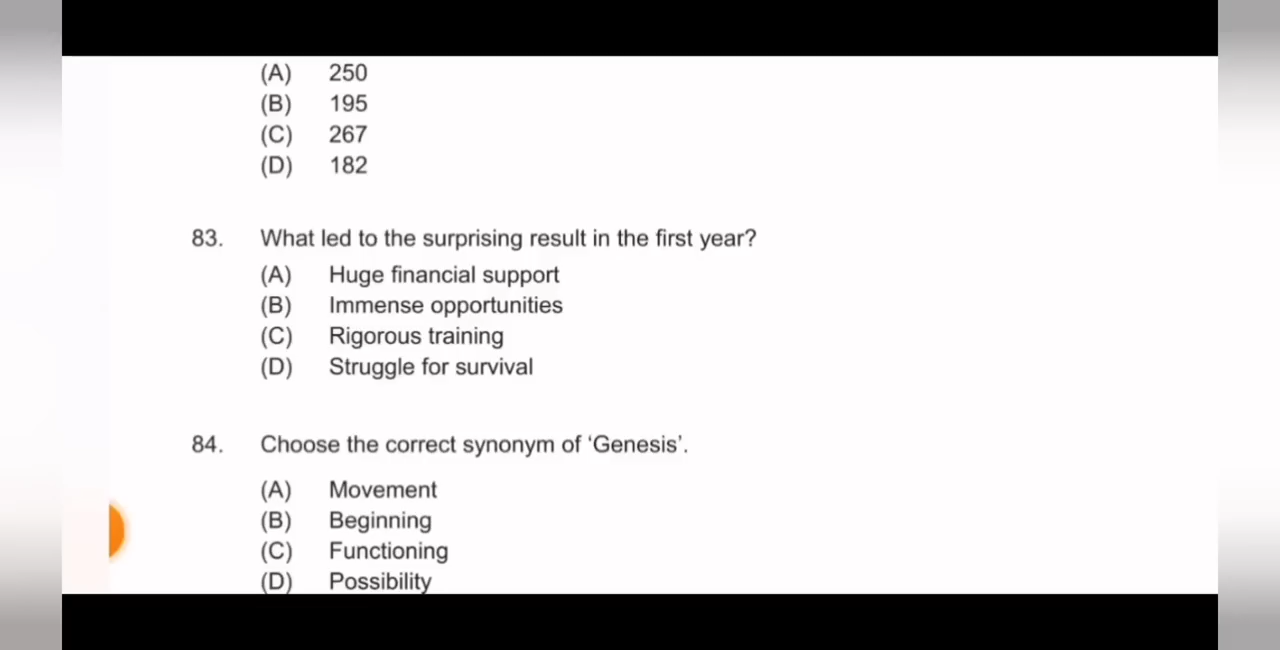 (A) 250
(B) 195
(C) 267
(D) 182
83. What led to the surprising result in the first year?
(A) Huge financial support
(B) Immense opportunities
(C) Rigorous training
(D) Struggle for survival
84. Choose the correct synonym of ‘Genesis’.
(A) Movement
(B) Beginning
(C) Functioning
(D) Possibility